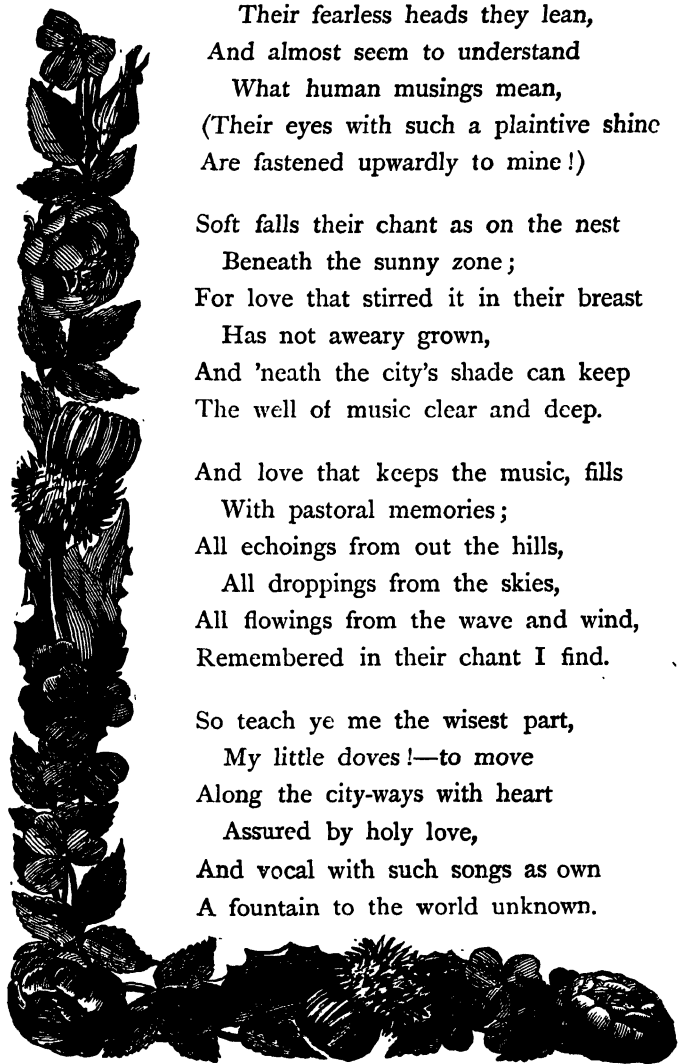 Their fearless heads they lean,
And almost seem to understand
What human musings mean,
(Their eyes with such a plaintive shine
Are fastened upwardly to mine!)
Soft falls their chant as on the nest
Beneath the sunny zone;
For love that stirred it in their breast
Has not aweary grown,
And 'neath the city's shade can keep
The well of music clear and deep.
And love that keeps the music, fills
With pastoral memories;
All echoings from out the hills,
All droppings from the skies,
All flowings from the wave and wind,
Remembered in their chant I find.
So teach ye me the wisest part,
My little doves!—to move
Along the city-ways with heart
Assured by holy love,
And vocal with such songs as own
A fountain to the world unknown.